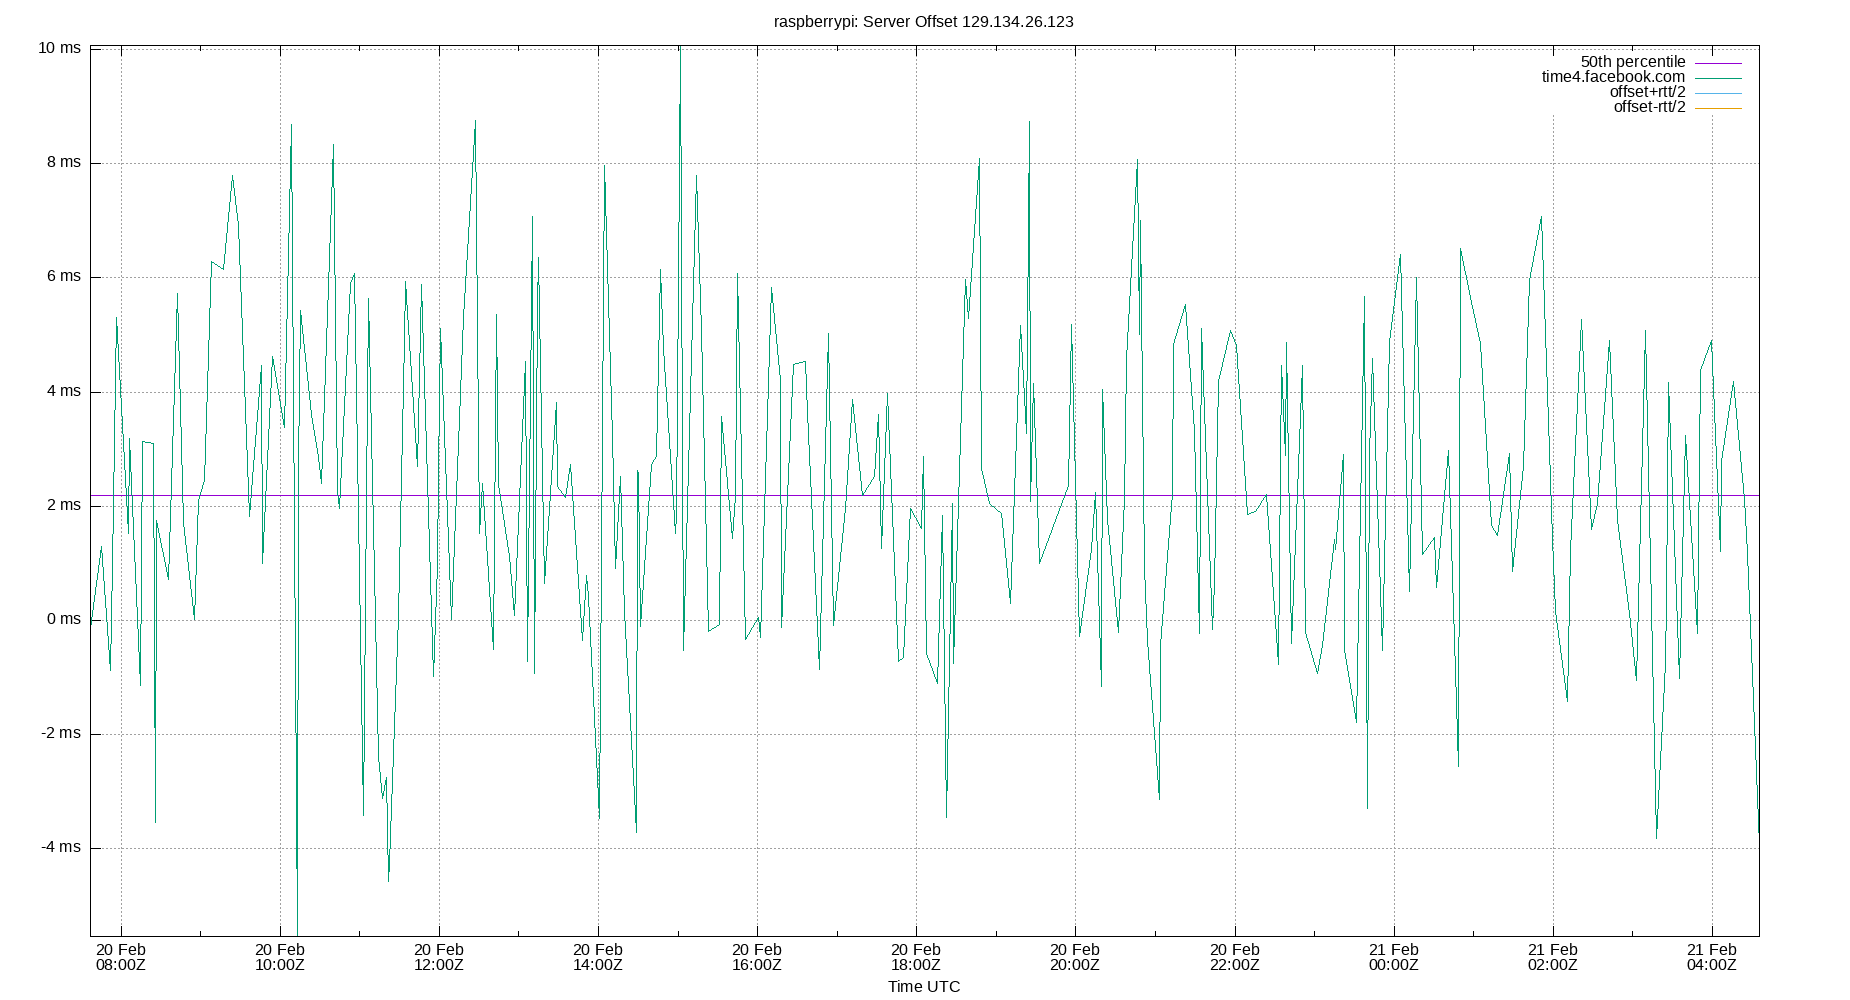 raspberrypi: Server Offset 129.134.26.123
10 ms
8 ms
6 ms
4 ms
2 ms
0 ms
-2 ms
-4 ms
50th percentile
time4.facebook.com
offset+rtt/2
offset-rtt/2
20 Feb 20 Feb 20 Feb 20 Feb 20 Feb 20 Feb 20 Feb 20 Feb 21 Feb 21 Feb 21 Feb
08:00Z 10:00Z 12:00Z 14:00Z 16:00Z 18:00Z 20:00Z 22:00Z 00:00Z 02:00Z 04:00Z
Time UTC